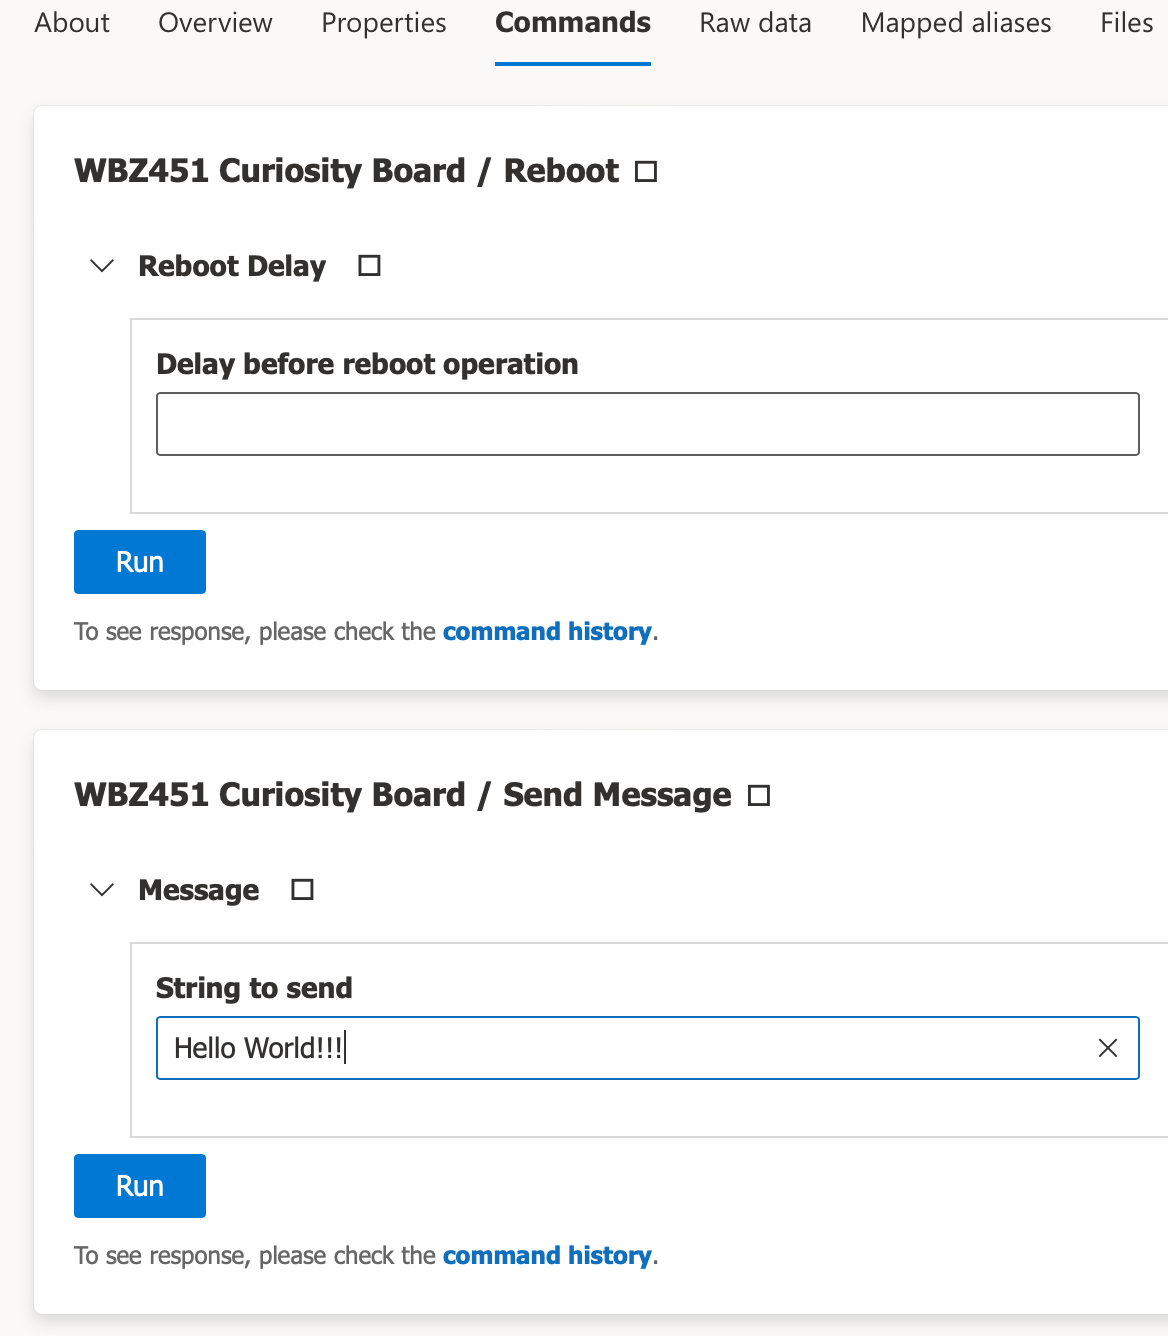 About Overview Properties Commands Raw data Mapped aliases Files
WBZ451 Curiosity Board / Reboot
Reboot Delay
Delay before reboot operation
Run
To see response, please check the command history.
WBZ451 Curiosity Board / Send Message
Message
String to send
Hello World!!!
Run
To see response, please check the command history.